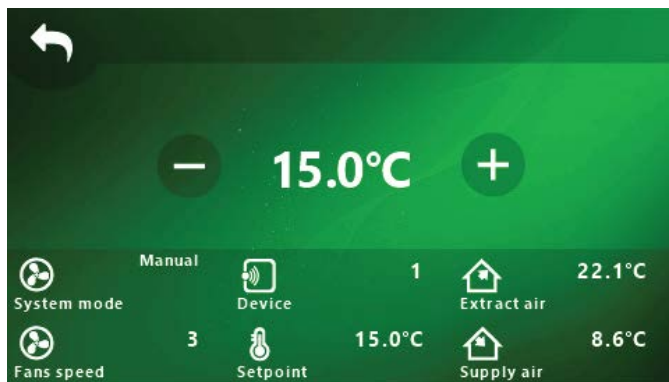 − 15.0°C +
Manual 1 22.1°C
System mode Device Extract air
3 15.0°C 8.6°C
Fans speed Setpoint Supply air